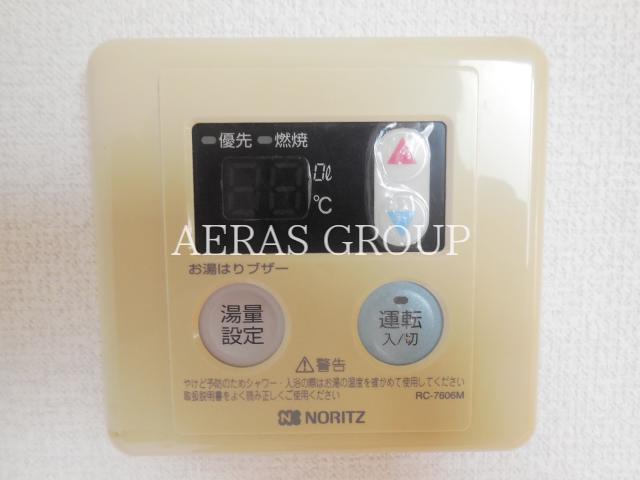 優先 燃焼
0ℓ
℃
AERAS GROUP
お湯はりブザー
湯量
設定
運転
入/切
⚠警告
やけど予防のためシャワー・入浴の際はお湯の温度を確かめて使用してください
取扱説明書をよく読み正しくご使用ください
RC-7606M
NORITZ